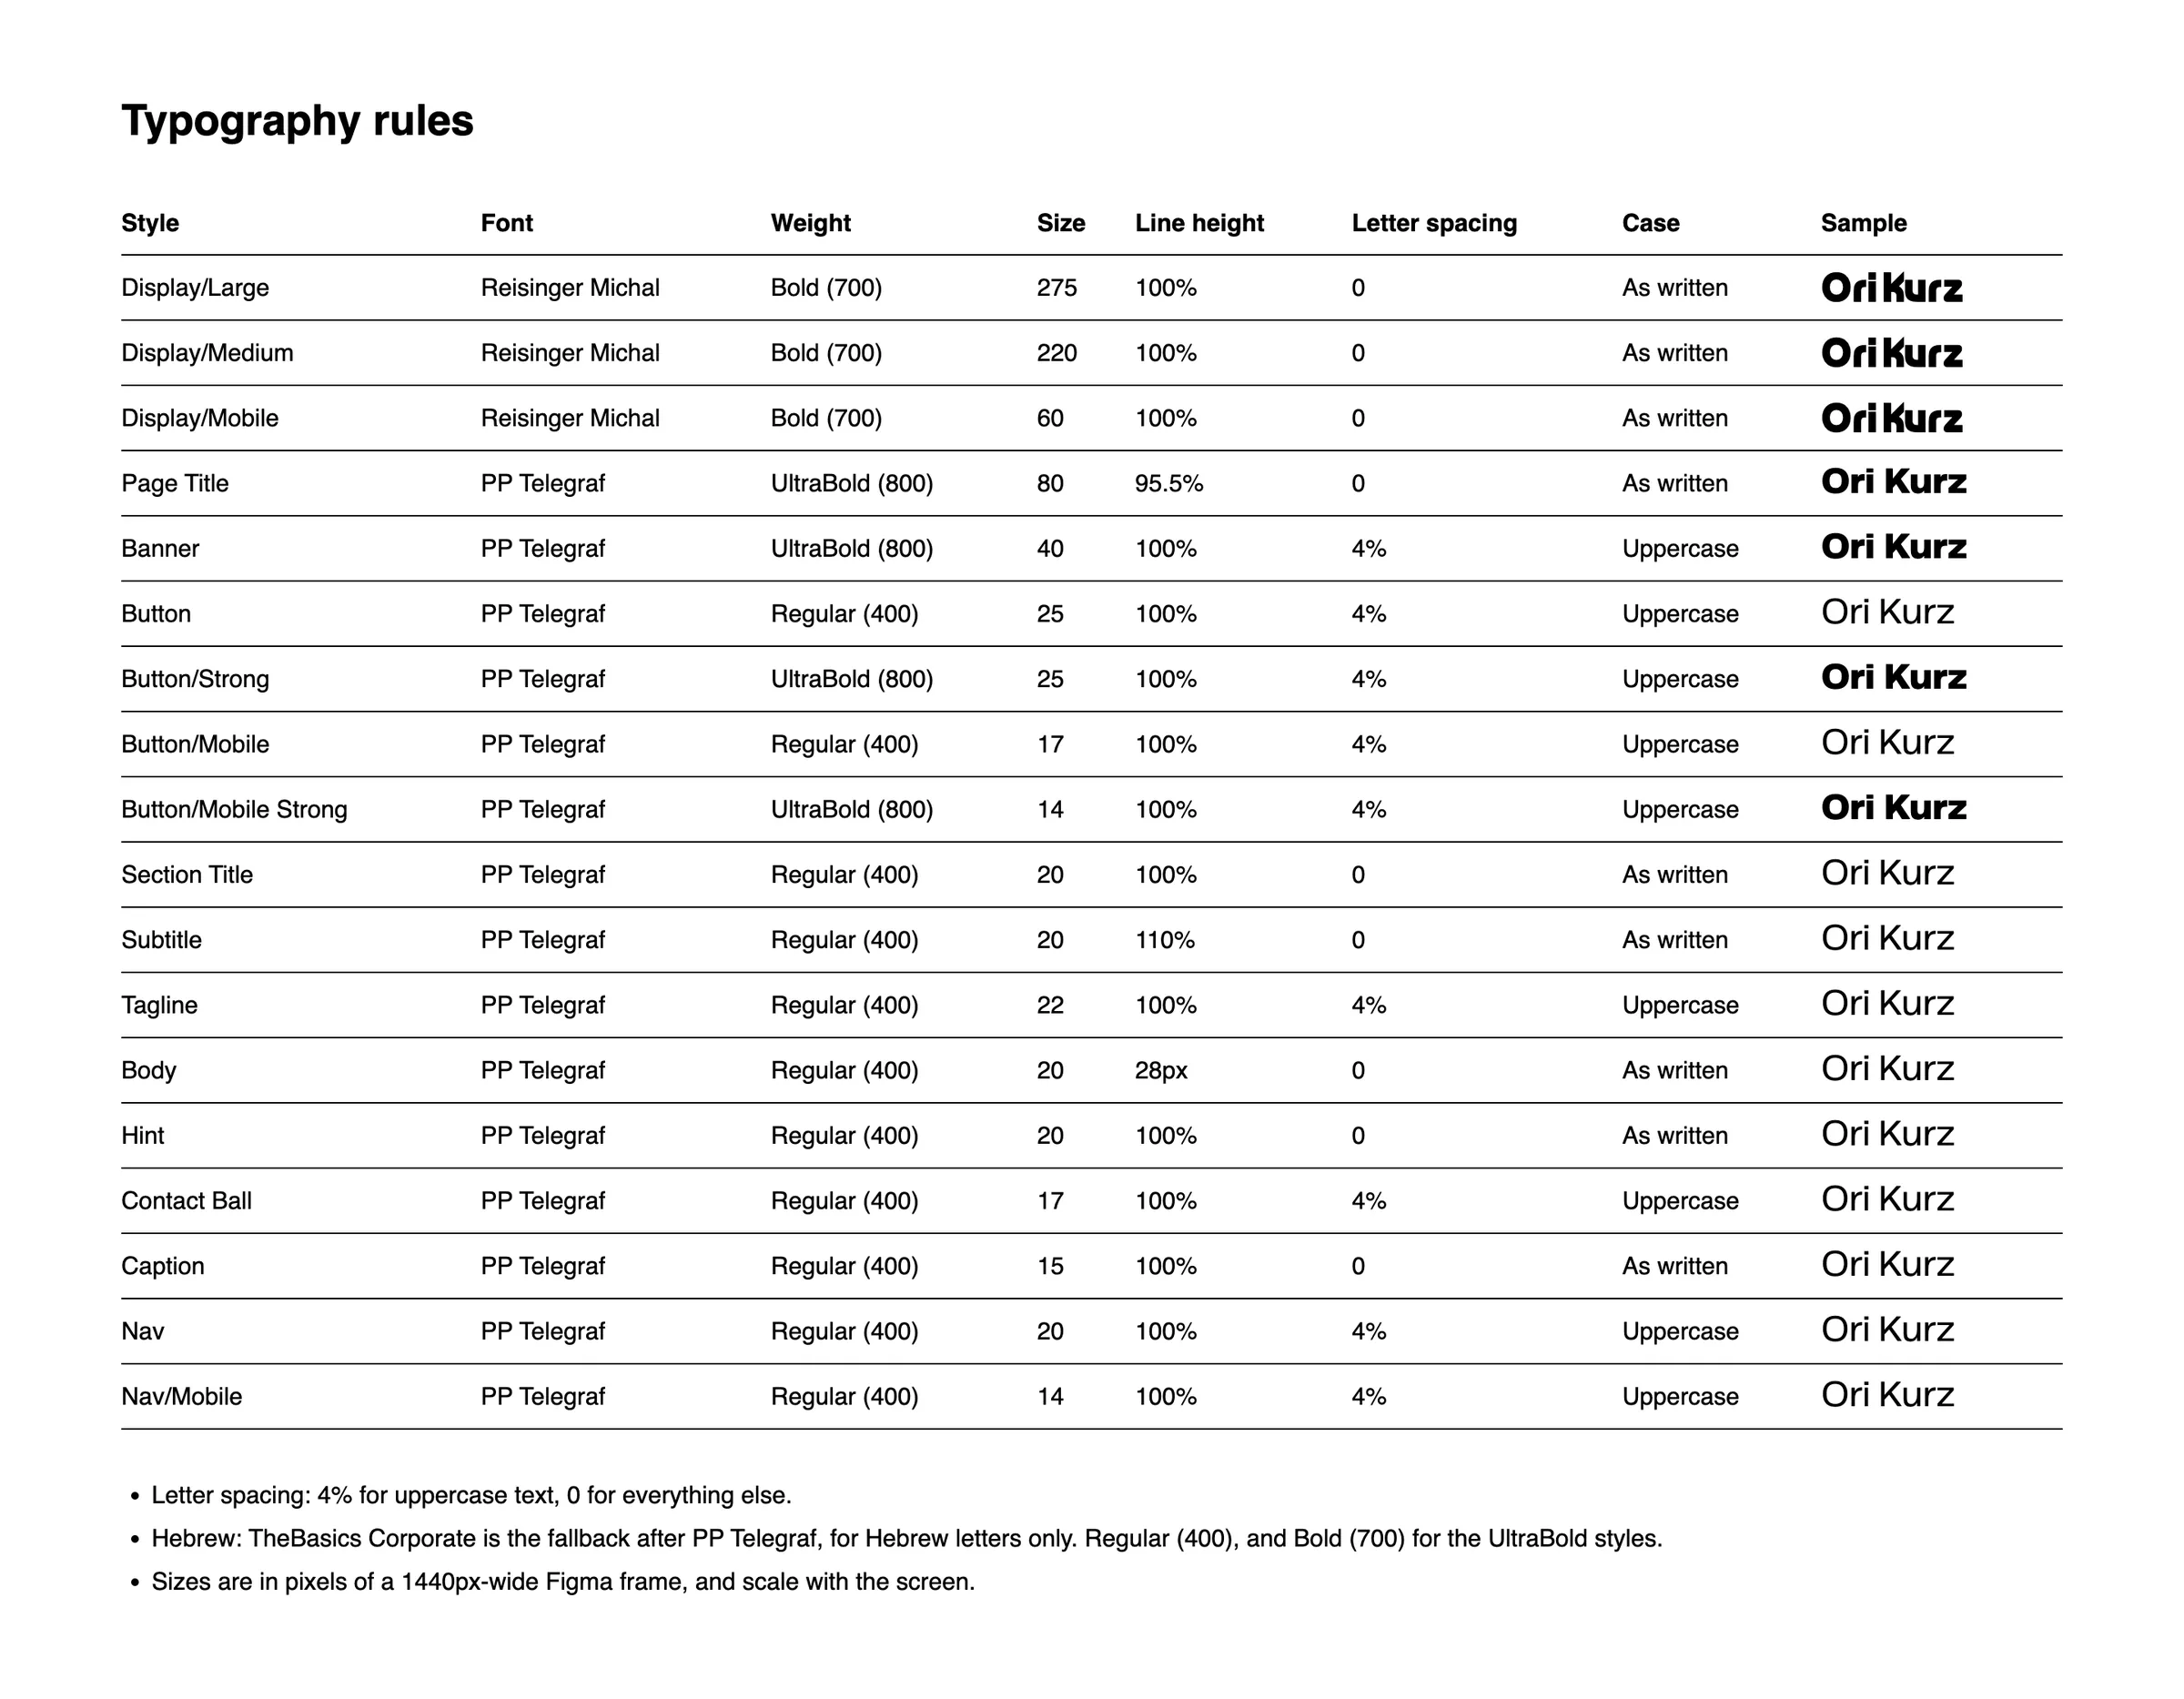 Typography rules
Style Font Weight Size Line height Letter spacing Case Sample
Display/Large Reisinger Michal Bold (700) 275 100% 0 As written Ori Kurz
Display/Medium Reisinger Michal Bold (700) 220 100% 0 As written Ori Kurz
Display/Mobile Reisinger Michal Bold (700) 60 100% 0 As written Ori Kurz
Page Title PP Telegraf UltraBold (800) 80 95.5% 0 As written Ori Kurz
Banner PP Telegraf UltraBold (800) 40 100% 4% Uppercase Ori Kurz
Button PP Telegraf Regular (400) 25 100% 4% Uppercase Ori Kurz
Button/Strong PP Telegraf UltraBold (800) 25 100% 4% Uppercase Ori Kurz
Button/Mobile PP Telegraf Regular (400) 17 100% 4% Uppercase Ori Kurz
Button/Mobile Strong PP Telegraf UltraBold (800) 14 100% 4% Uppercase Ori Kurz
Section Title PP Telegraf Regular (400) 20 100% 0 As written Ori Kurz
Subtitle PP Telegraf Regular (400) 20 110% 0 As written Ori Kurz
Tagline PP Telegraf Regular (400) 22 100% 4% Uppercase Ori Kurz
Body PP Telegraf Regular (400) 20 28px 0 As written Ori Kurz
Hint PP Telegraf Regular (400) 20 100% 0 As written Ori Kurz
Contact Ball PP Telegraf Regular (400) 17 100% 4% Uppercase Ori Kurz
Caption PP Telegraf Regular (400) 15 100% 0 As written Ori Kurz
Nav PP Telegraf Regular (400) 20 100% 4% Uppercase Ori Kurz
Nav/Mobile PP Telegraf Regular (400) 14 100% 4% Uppercase Ori Kurz
• Letter spacing: 4% for uppercase text, 0 for everything else.
• Hebrew: TheBasics Corporate is the fallback after PP Telegraf, for Hebrew letters only. Regular (400), and Bold (700) for the UltraBold styles.
• Sizes are in pixels of a 1440px-wide Figma frame, and scale with the screen.